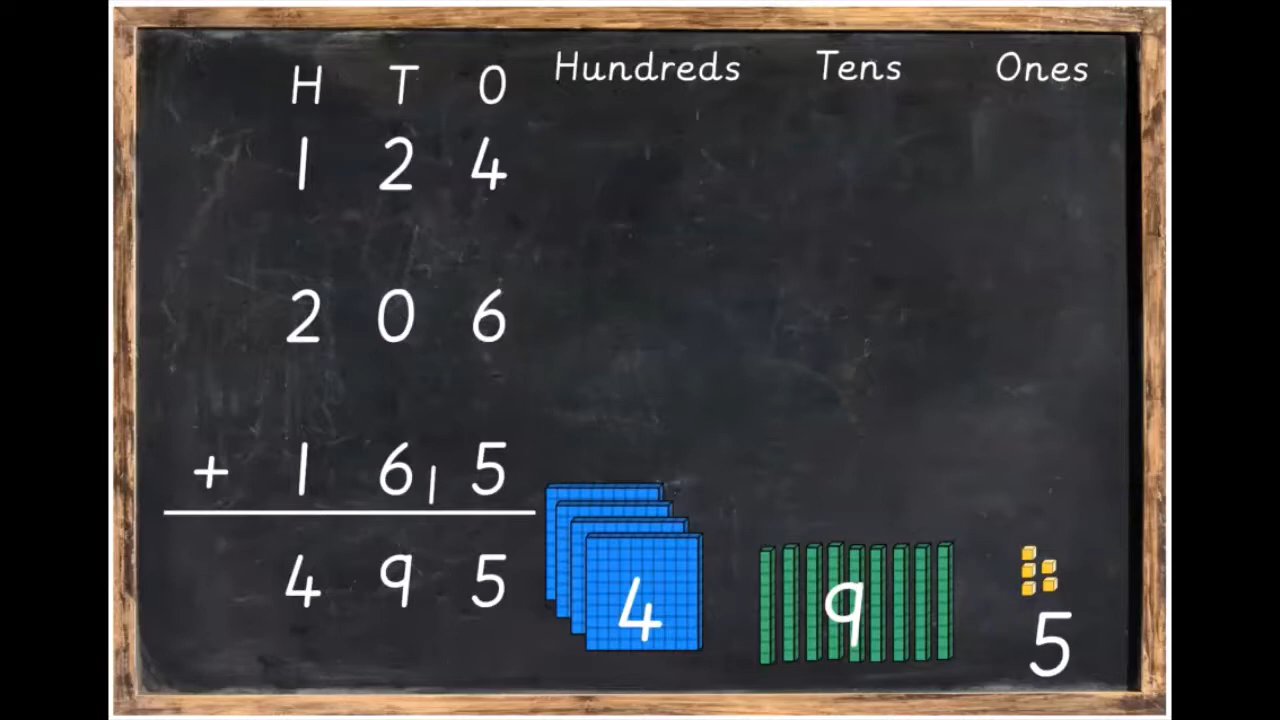 H T O Hundreds Tens Ones
1 2 4
2 0 6
+ 1 6 1 5
4 9 5 4 9 5